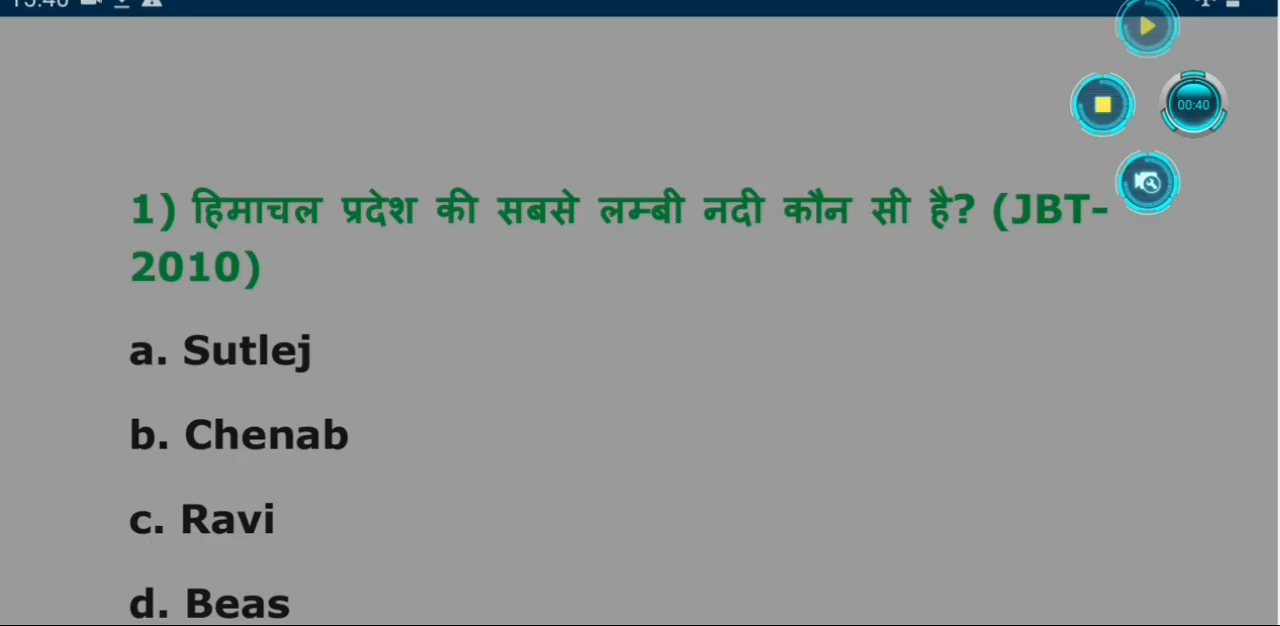 00:40
1) हिमाचल प्रदेश की सबसे लम्बी नदी कौन सी है? (JBT-
2010)
a. Sutlej
b. Chenab
c. Ravi
d. Beas